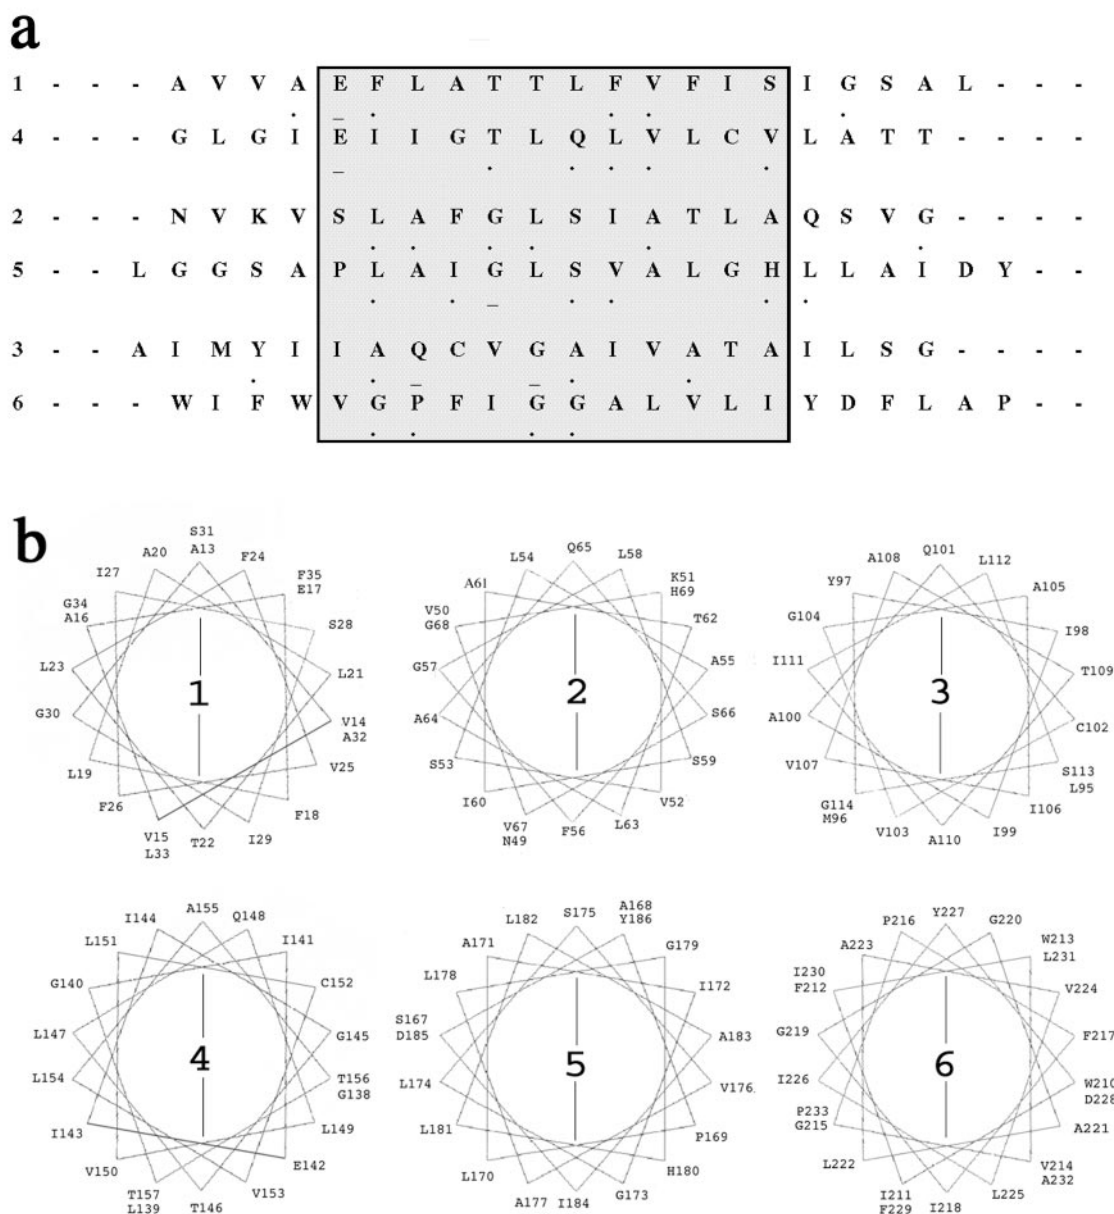 a
1 - - - A V V A E F L A T T L F V F I S I G S A L - - -
4 - - - G L G I E I I G T L Q L V L C V L A T T - - - -
2 - - - N V K V S L A F G L S I A T L A Q S V G - - - -
5 - - L G G S A P L A I G L S V A L G H L L A I D Y - -
3 - - A I M Y I I A Q C V G A I V A T A I L S G - - - -
6 - - - W I F W V G P F I G G A L V L I Y D F L A P - -
b
S31
A13
F24
F35
E17
S28
L21
V14
A32
V25
F18
I29
T22
V15
L33
F26
L19
G30
L23
G34
A16
I27
A20
1
Q65
L58
K51
H69
T62
A55
S66
S59
V52
L63
F56
V67
N49
I60
S53
A64
G57
V50
G68
A61
L54
2
Q101
L112
A105
I98
T109
C102
S113
L95
I106
I99
A110
V103
G114
M96
V107
A100
I111
G104
Y97
A108
3
A155
Q148
I141
C152
G145
T156
G138
L149
E142
V153
T146
T157
L139
V150
I143
L154
L147
G140
L151
I144
4
S175
A168
Y186
G179
I172
A183
V176
P169
H180
G173
I184
A177
L170
L181
L174
S167
D185
L178
A171
L182
5
Y227
G220
W213
L231
V224
F217
W210
D228
A221
V214
A232
L225
I218
I211
F229
L222
P233
G215
I226
G219
I230
F212
A223
P216
6